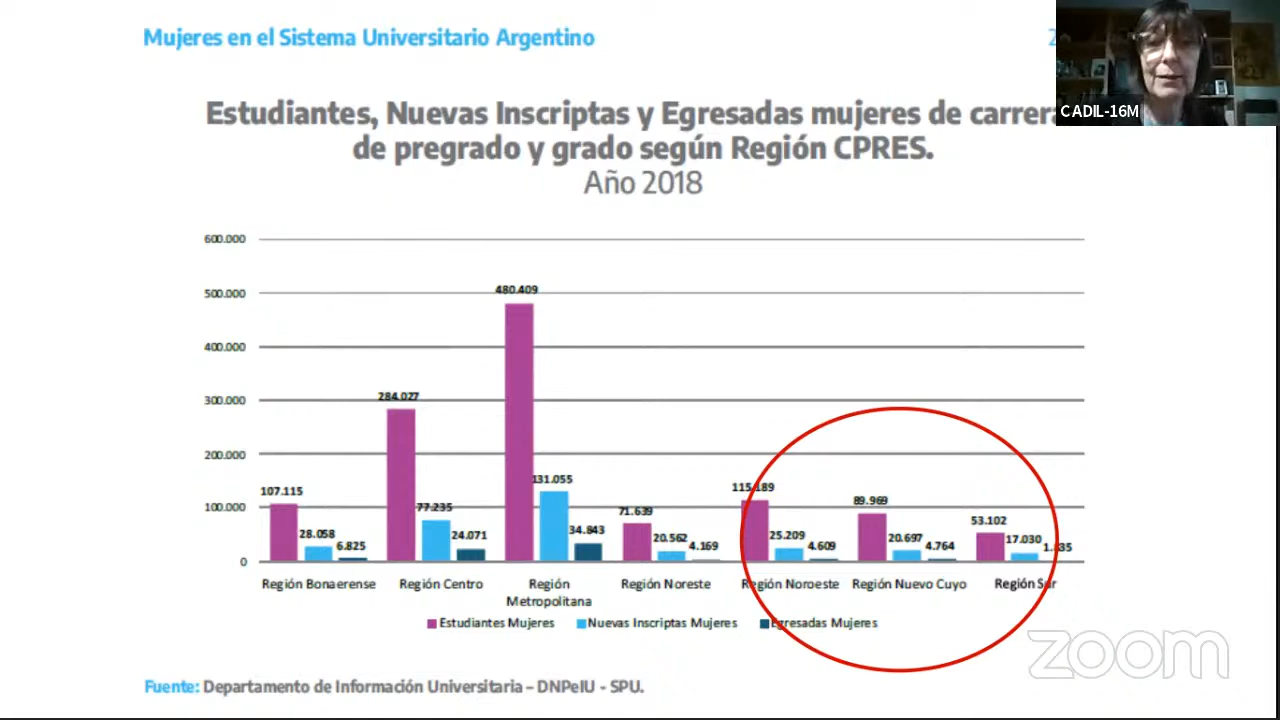 Mujeres en el Sistema Universitario Argentino
CADIL-16M
Estudiantes, Nuevas Inscriptas y Egresadas mujeres de
de pregrado y grado según Región CPRES.
Año 2018
600.000
500.000
400.000
300.000
200.000
100.000
0
107.115
28.058
6.825
284.027
77.235
24.071
480.409
131.055
34.843
71.639
20.562
4.169
25.209
4.609
89.969
20.697
4.764
53.102
17.030
Región Bonaerense
Región Centro
Región
Metropolitana
Región Noreste
Región Noroeste
Región Nuevo Cuyo
Región Sur
Estudiantes Mujeres
Nuevas Inscriptas Mujeres
Egresadas Mujeres
zoom
Fuente: Departamento de Información Universitaria – DNPeIU - SPU.